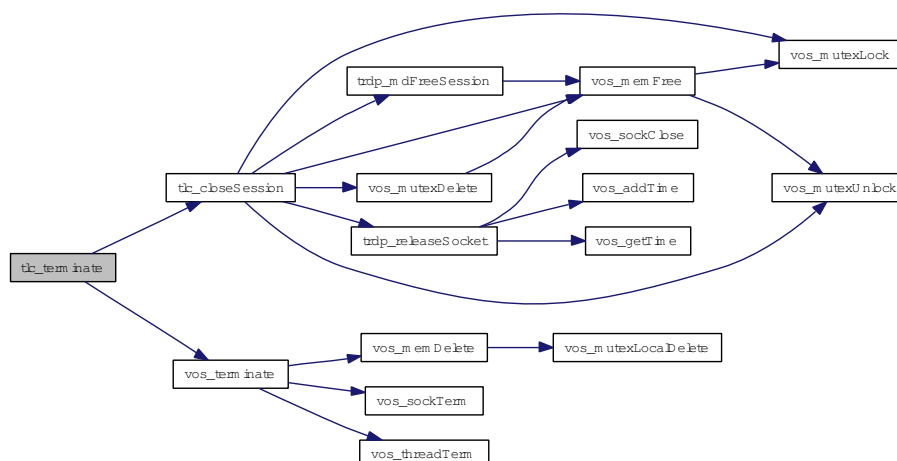 vos_mutexLock
trdp_mdFreeSession
vos_memFree
vos_sockClose
tlc_closeSession
vos_mutexDelete
vos_addTime
vos_mutexUnlock
trdp_releaseSocket
vos_getTime
tlc_terminate
vos_memDelete
vos_mutexLocalDelete
vos_terminate
vos_sockTerm
vos_threadTerm